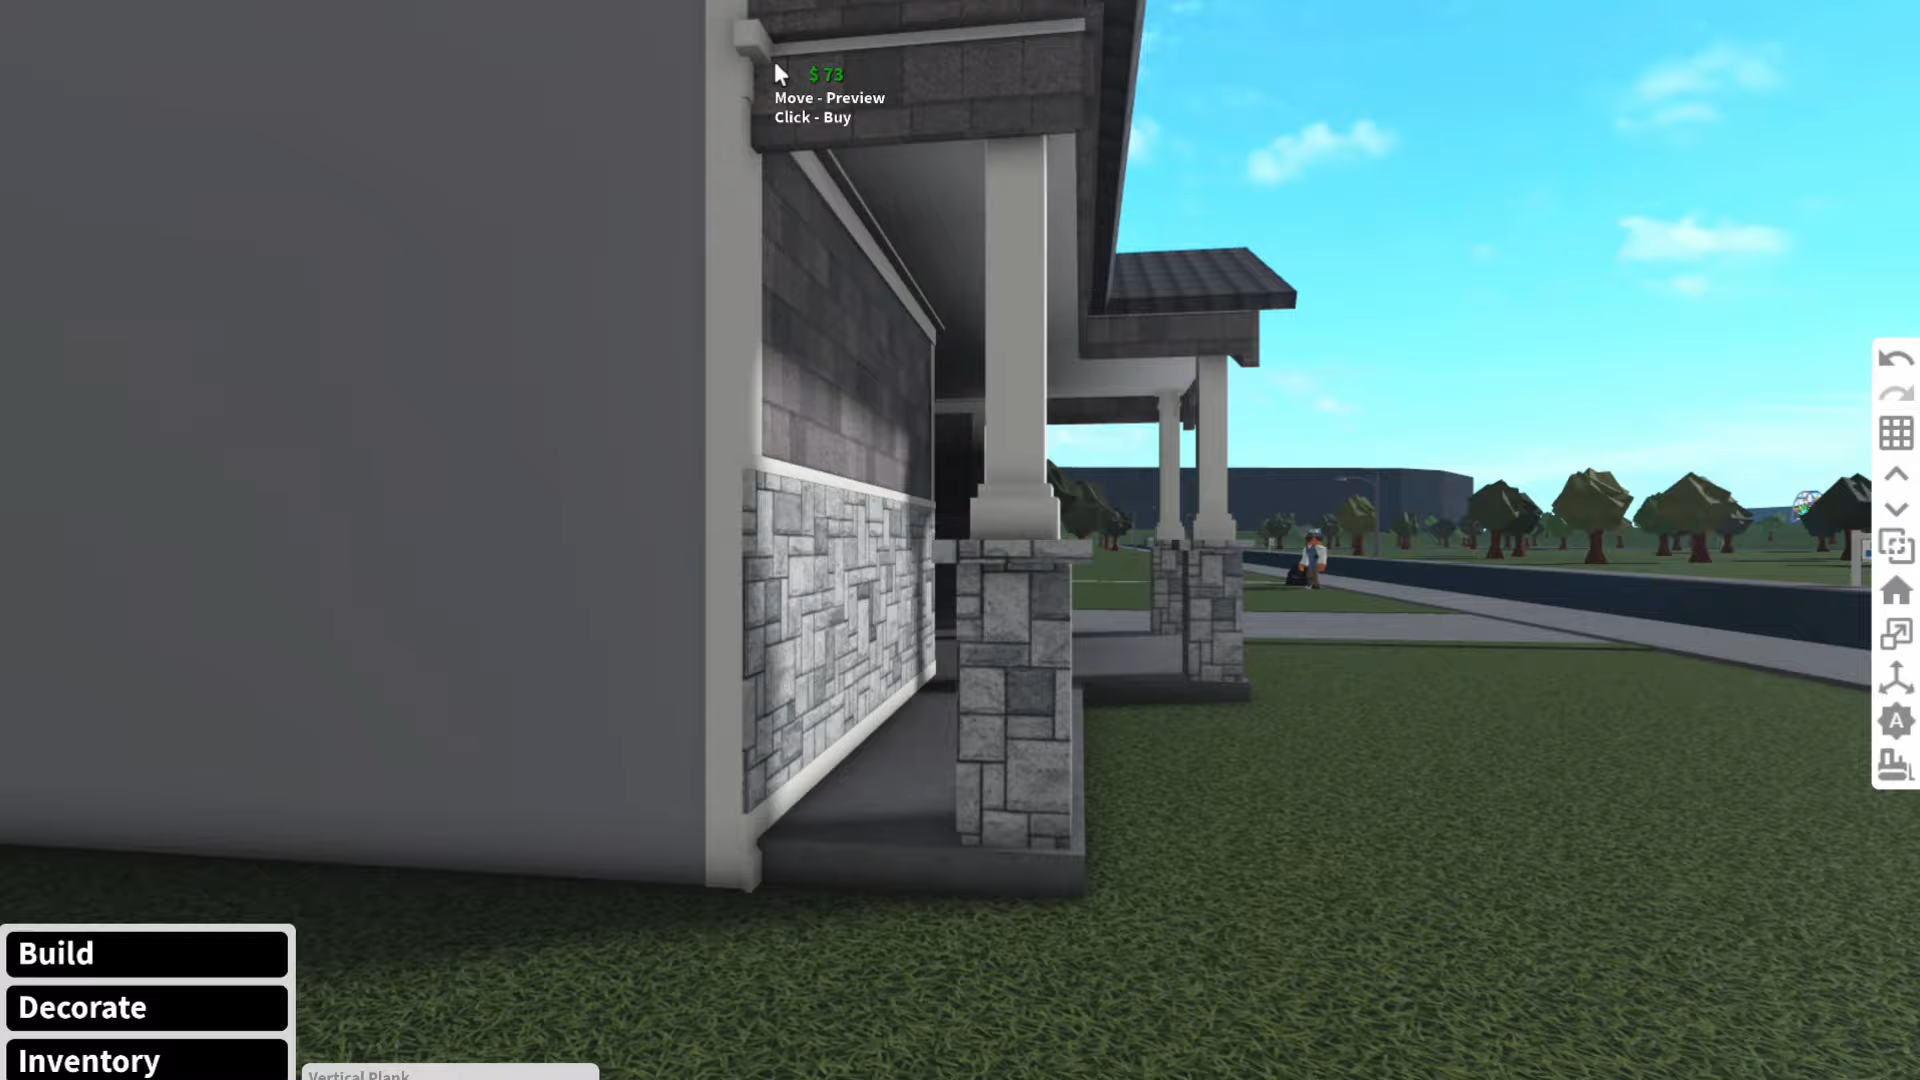 $ 73
Move - Preview
Click - Buy
A
Build
Decorate
Inventory
Vertical Plank